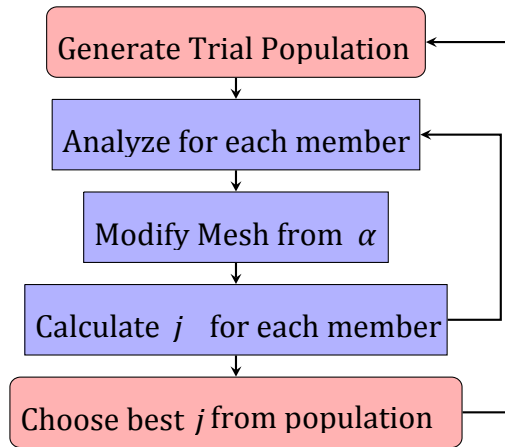 Generate Trial Population
Analyze for each member
Modify Mesh from α
Calculate j for each member
Choose best j from population